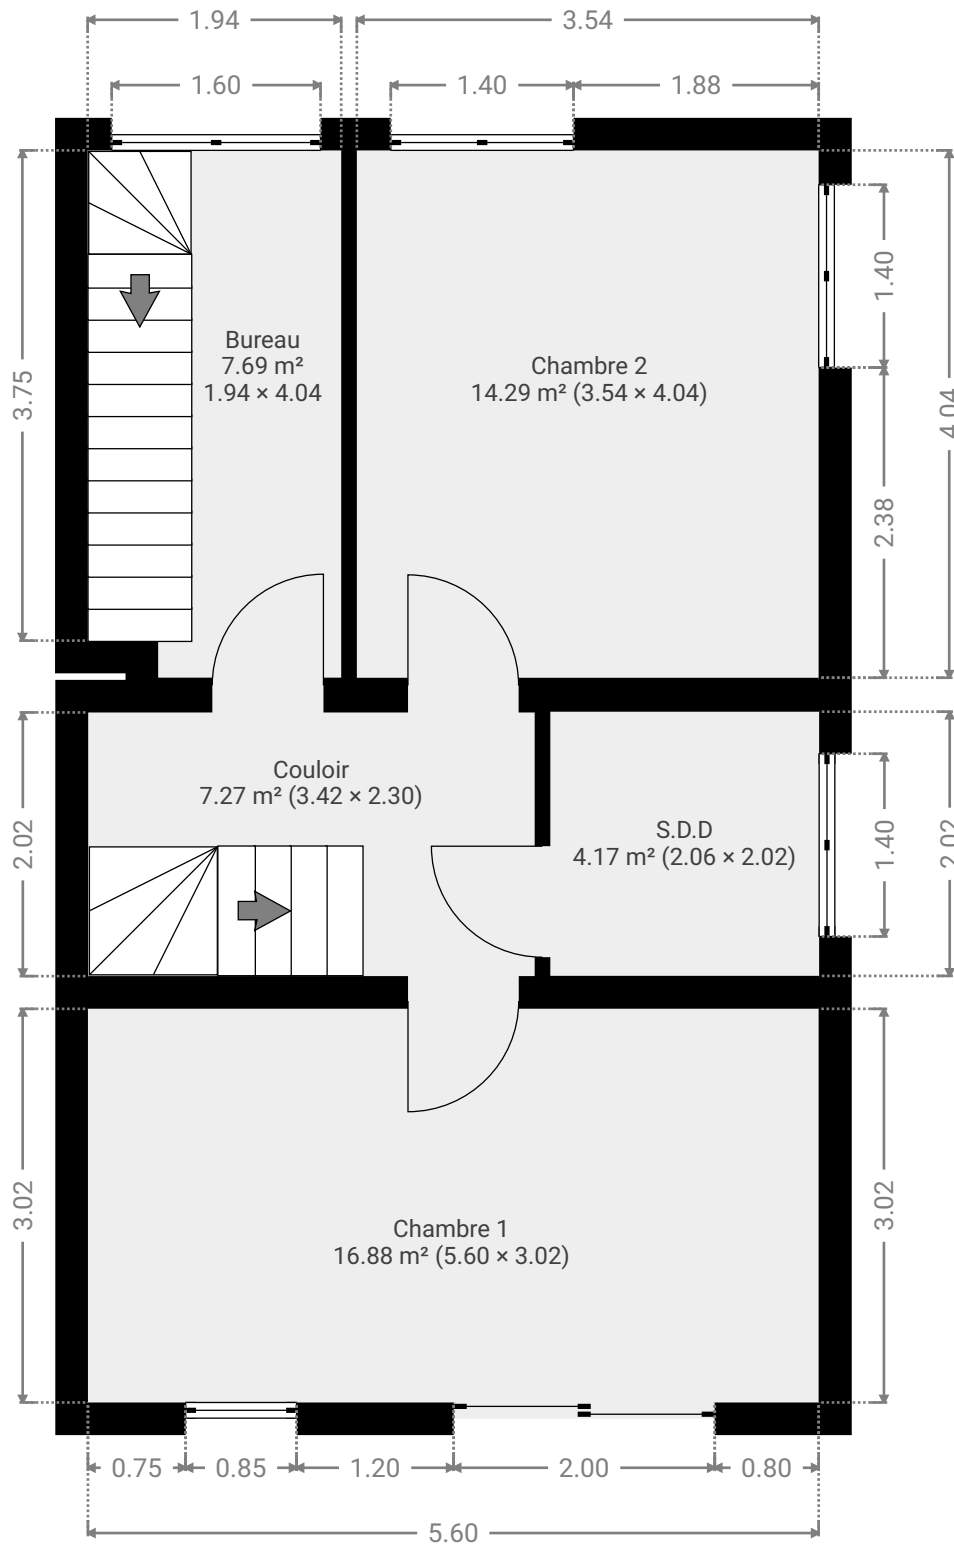 1.94
3.54
1.60
1.40
1.88
1.40
3.75
4.04
2.38
Bureau
7.69 m²
1.94 × 4.04
Chambre 2
14.29 m² (3.54 × 4.04)
Couloir
7.27 m² (3.42 × 2.30)
S.D.D
4.17 m² (2.06 × 2.02)
2.02
1.40
2.02
3.02
3.02
Chambre 1
16.88 m² (5.60 × 3.02)
0.75
0.85
1.20
2.00
0.80
5.60